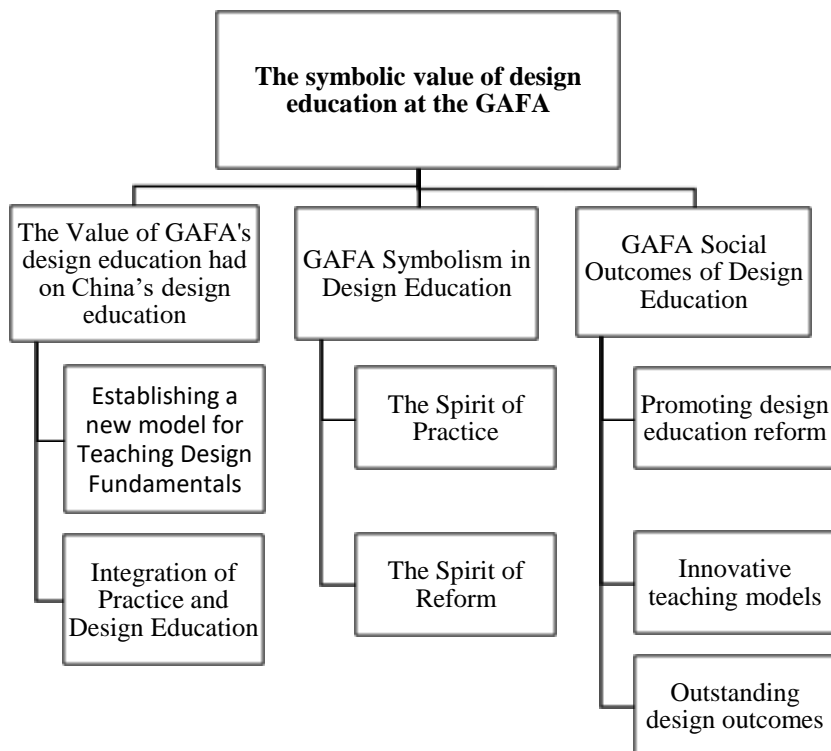 The symbolic value of design
education at the GAFA
The Value of GAFA's
design education had
on China’s design
education
GAFA Symbolism in
Design Education
GAFA Social
Outcomes of Design
Education
Establishing a
new model for
Teaching Design
Fundamentals
The Spirit of
Practice
Promoting design
education reform
Integration of
Practice and
Design Education
The Spirit of
Reform
Innovative
teaching models
Outstanding
design outcomes